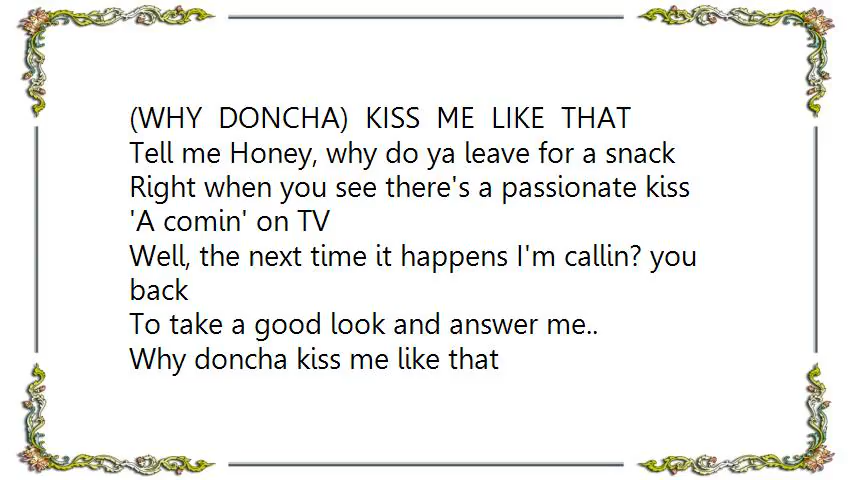 (WHY DONCHA) KISS ME LIKE THAT
Tell me Honey, why do ya leave for a snack
Right when you see there's a passionate kiss
'A comin' on TV
Well, the next time it happens I'm callin? you
back
To take a good look and answer me..
Why doncha kiss me like that